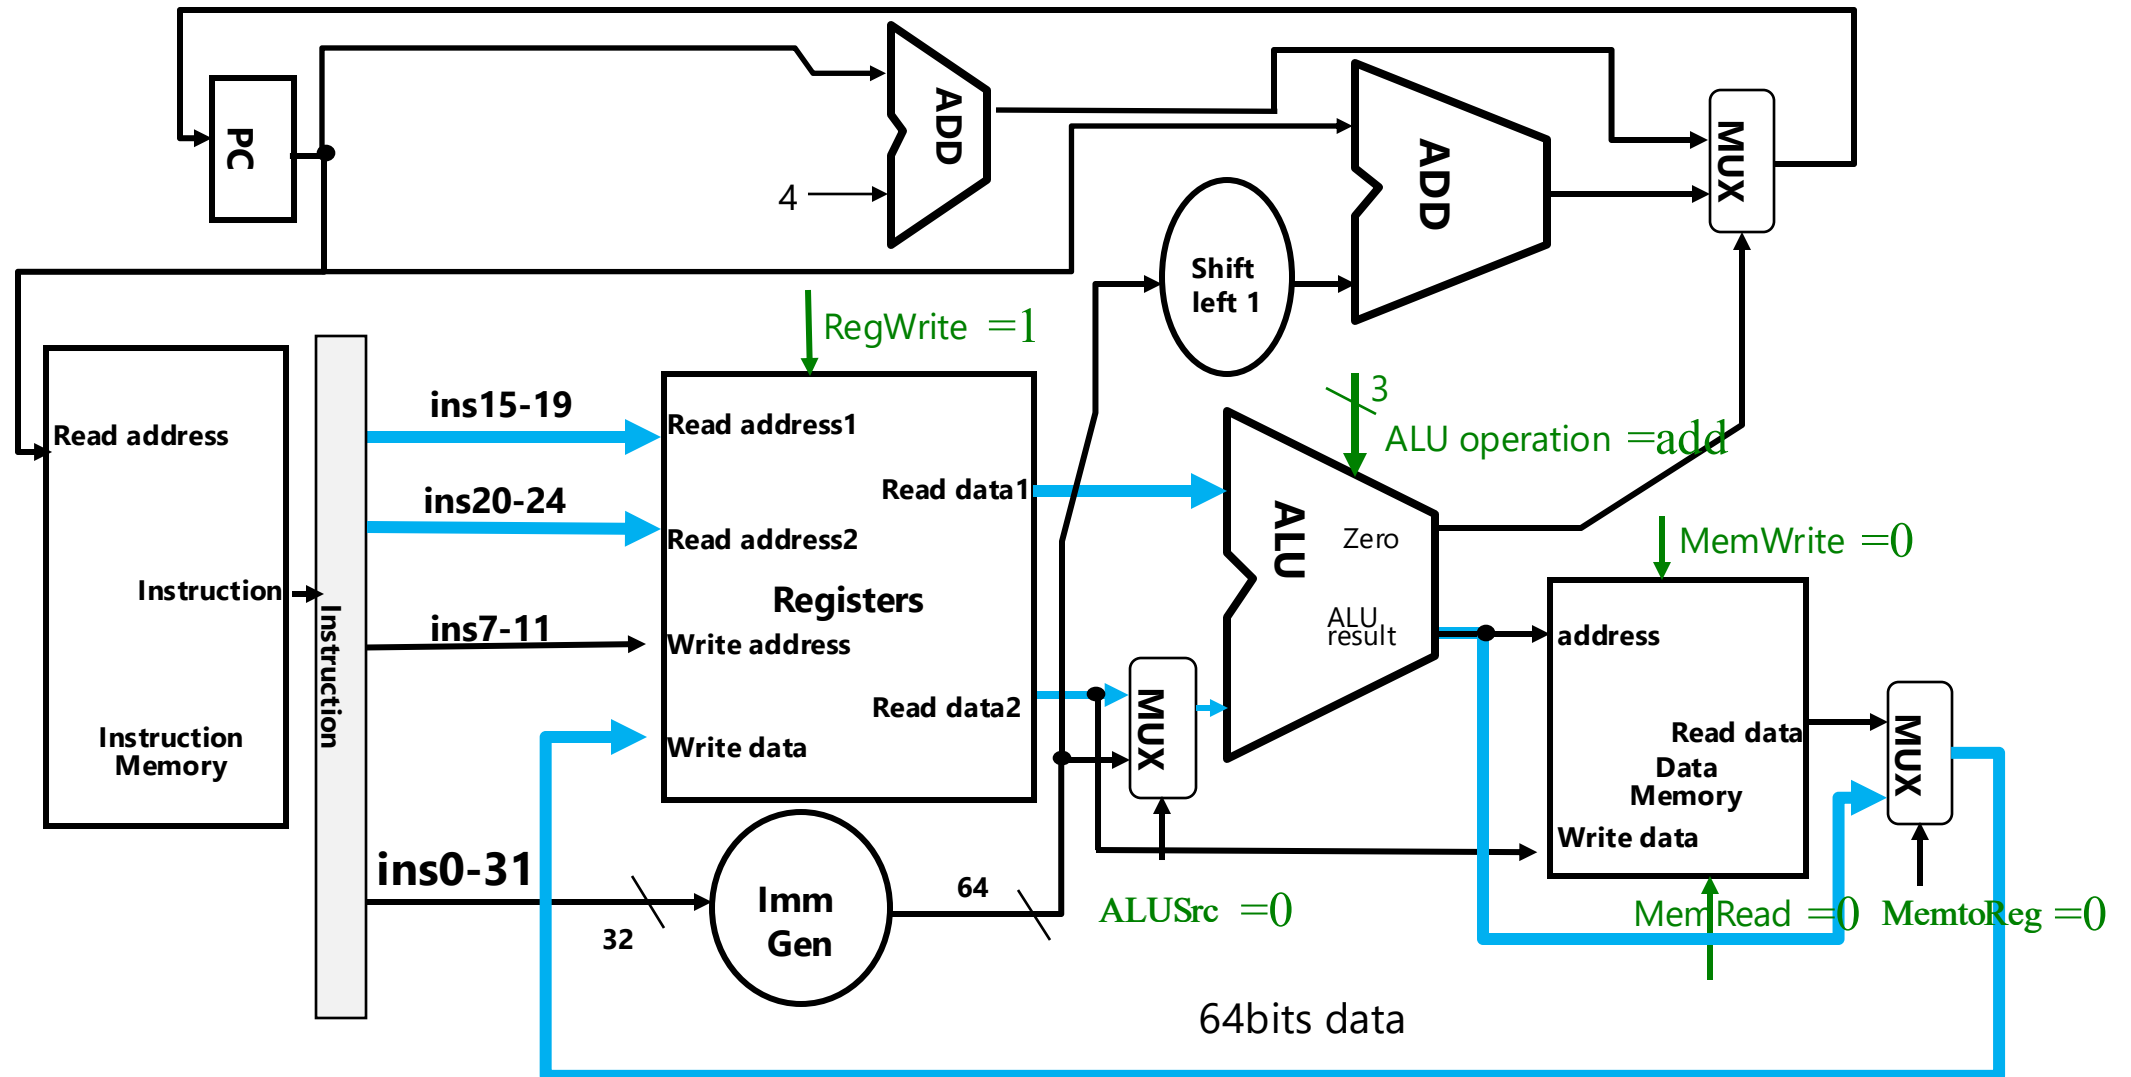 PC
ADD
4
ADD
MUX
Shift
left 1
RegWrite =1
3
ALU operation =add
ins15-19
Read address
Read address1
ins20-24
Read data1
Read address2
ALU
Zero
MemWrite =0
Instruction
Instruction
Registers
ins7-11
Write address
ALU
result
address
Read data2
MUX
Write data
Instruction
Memory
Read data
Data
Memory
MUX
Write data
ins0-31
32
Imm
Gen
64
ALUSrc =0
MemRead =0
MemtoReg =0
64bits data